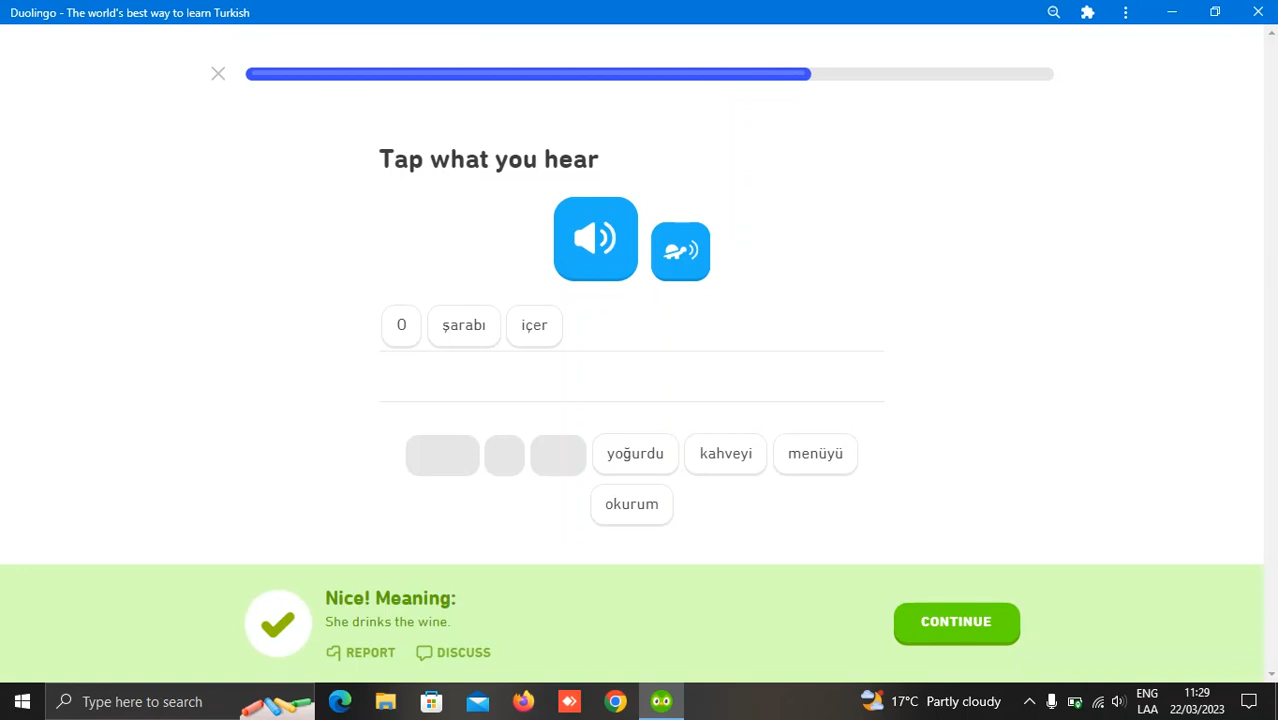 Duolingo - The world's best way to learn Turkish
Tap what you hear
O şarabı içer
yoğurdu kahveyi menüyü
okurum
Nice! Meaning:
She drinks the wine.
REPORT DISCUSS
CONTINUE
Type here to search
17°C Partly cloudy
ENG
LAA
11:29
22/03/2023